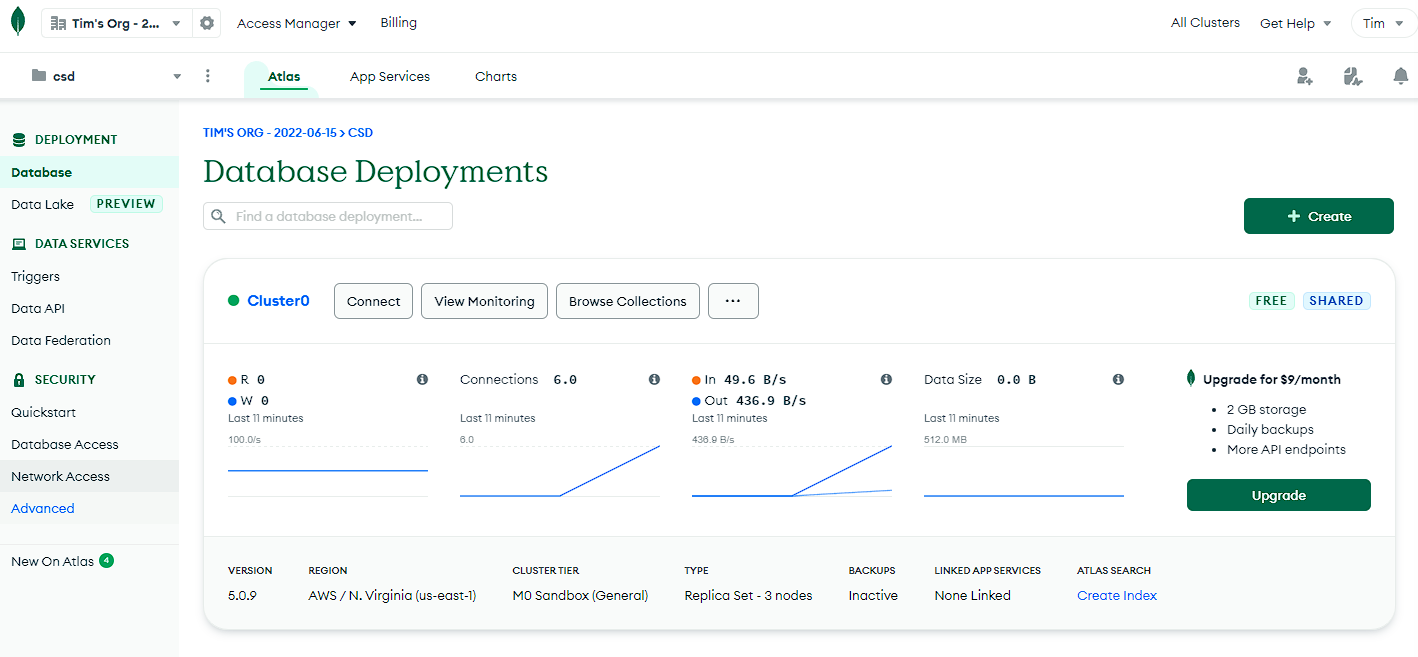 Tim's Org - 2... Access Manager Billing All Clusters Get Help Tim
csd Atlas App Services Charts
DEPLOYMENT
Database
Data Lake PREVIEW
DATA SERVICES
Triggers
Data API
Data Federation
SECURITY
Quickstart
Database Access
Network Access
Advanced
New On Atlas 4
TIM'S ORG - 2022-06-15 > CSD
Database Deployments
Find a database deployment...
+ Create
Cluster0 Connect View Monitoring Browse Collections ... FREE SHARED
R 0
W 0
Last 11 minutes
100.0/s
Connections 6.0
Last 11 minutes
6.0
In 49.6 B/s
Out 436.9 B/s
Last 11 minutes
436.9 B/s
Data Size 0.0 B
Last 11 minutes
512.0 MB
Upgrade for $9/month
• 2 GB storage
• Daily backups
• More API endpoints
Upgrade
VERSION REGION CLUSTER TIER TYPE BACKUPS LINKED APP SERVICES ATLAS SEARCH
5.0.9 AWS / N. Virginia (us-east-1) M0 Sandbox (General) Replica Set - 3 nodes Inactive None Linked Create Index